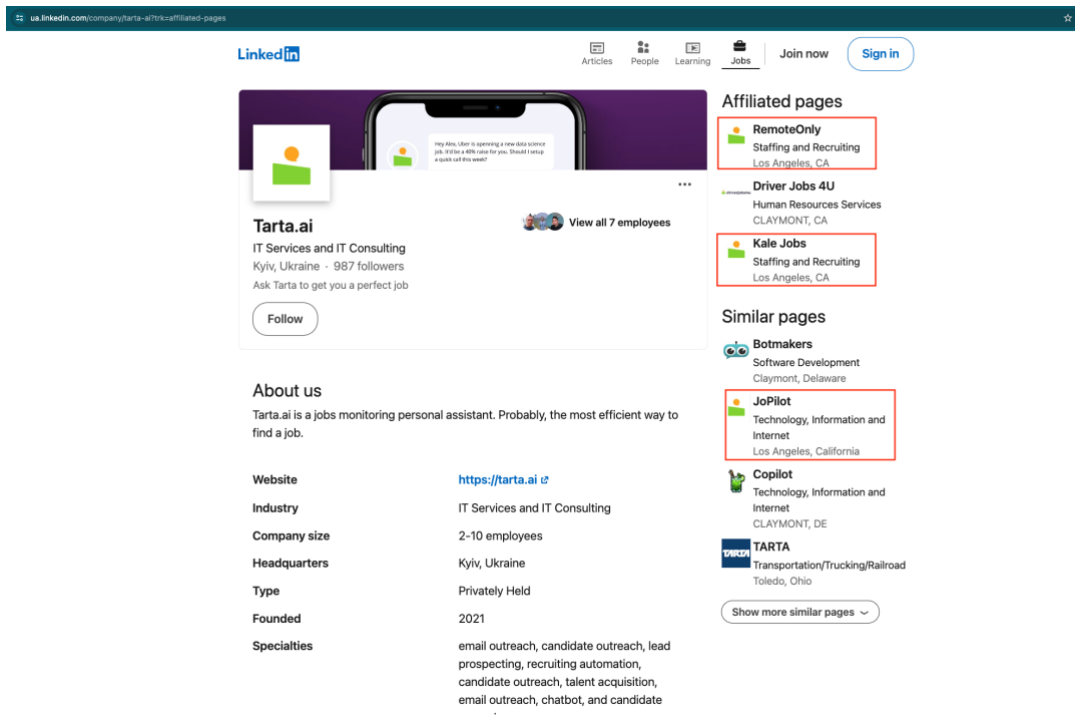 ua.linkedin.com/company/tarta-ai?trk=affiliated-pages
Linked in
Articles
People
Learning
Jobs
Join now
Sign in
Hey Alex, Uber is openning a new data science
job. It'd be a 40% raise for you. Should I setup
a quick call this week?
Tarta.ai
View all 7 employees
IT Services and IT Consulting
Kyiv, Ukraine · 987 followers
Ask Tarta to get you a perfect job
Follow
About us
Tarta.ai is a jobs monitoring personal assistant. Probably, the most efficient way to
find a job.
Website https://tarta.ai
Industry IT Services and IT Consulting
Company size 2-10 employees
Headquarters Kyiv, Ukraine
Type Privately Held
Founded 2021
Specialties email outreach, candidate outreach, lead
prospecting, recruiting automation,
candidate outreach, talent acquisition,
email outreach, chatbot, and candidate
Affiliated pages
RemoteOnly
Staffing and Recruiting
Los Angeles, CA
Driver Jobs 4U
Human Resources Services
CLAYMONT, CA
Kale Jobs
Staffing and Recruiting
Los Angeles, CA
Similar pages
Botmakers
Software Development
Claymont, Delaware
JoPilot
Technology, Information and
Internet
Los Angeles, California
Copilot
Technology, Information and
Internet
CLAYMONT, DE
TARTA
TARTA
Transportation/Trucking/Railroad
Toledo, Ohio
Show more similar pages